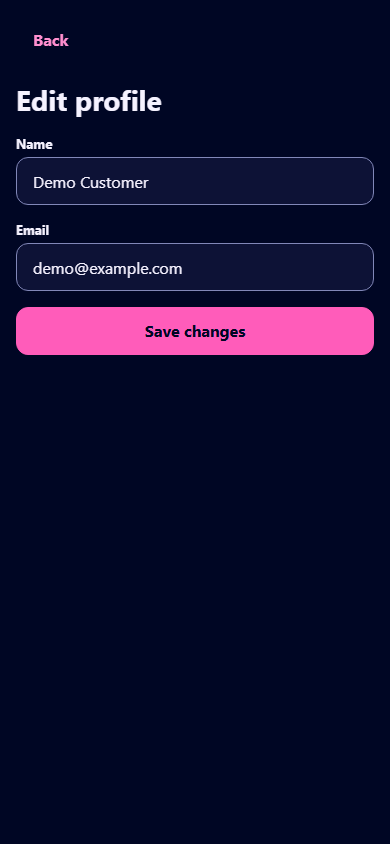 Back
Edit profile
Name
Demo Customer
Email
demo@example.com
Save changes